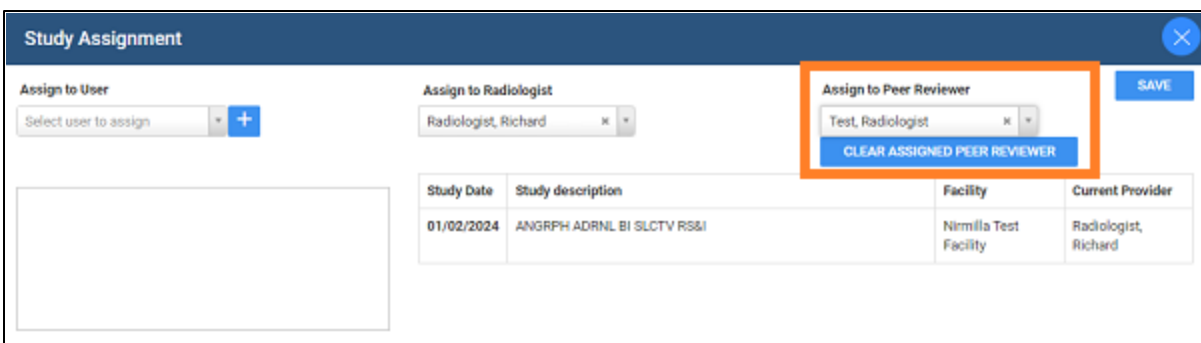 Study Assignment
Assign to User
Select user to assign
+
Assign to Radiologist
Radiologist, Richard
Assign to Peer Reviewer
Test, Radiologist
CLEAR ASSIGNED PEER REVIEWER
SAVE
Study Date Study description Facility Current Provider
01/02/2024 ANGRPH ADRNL BI SLCTV RS&I Nirmilla Test Radiologist,
Facility Richard